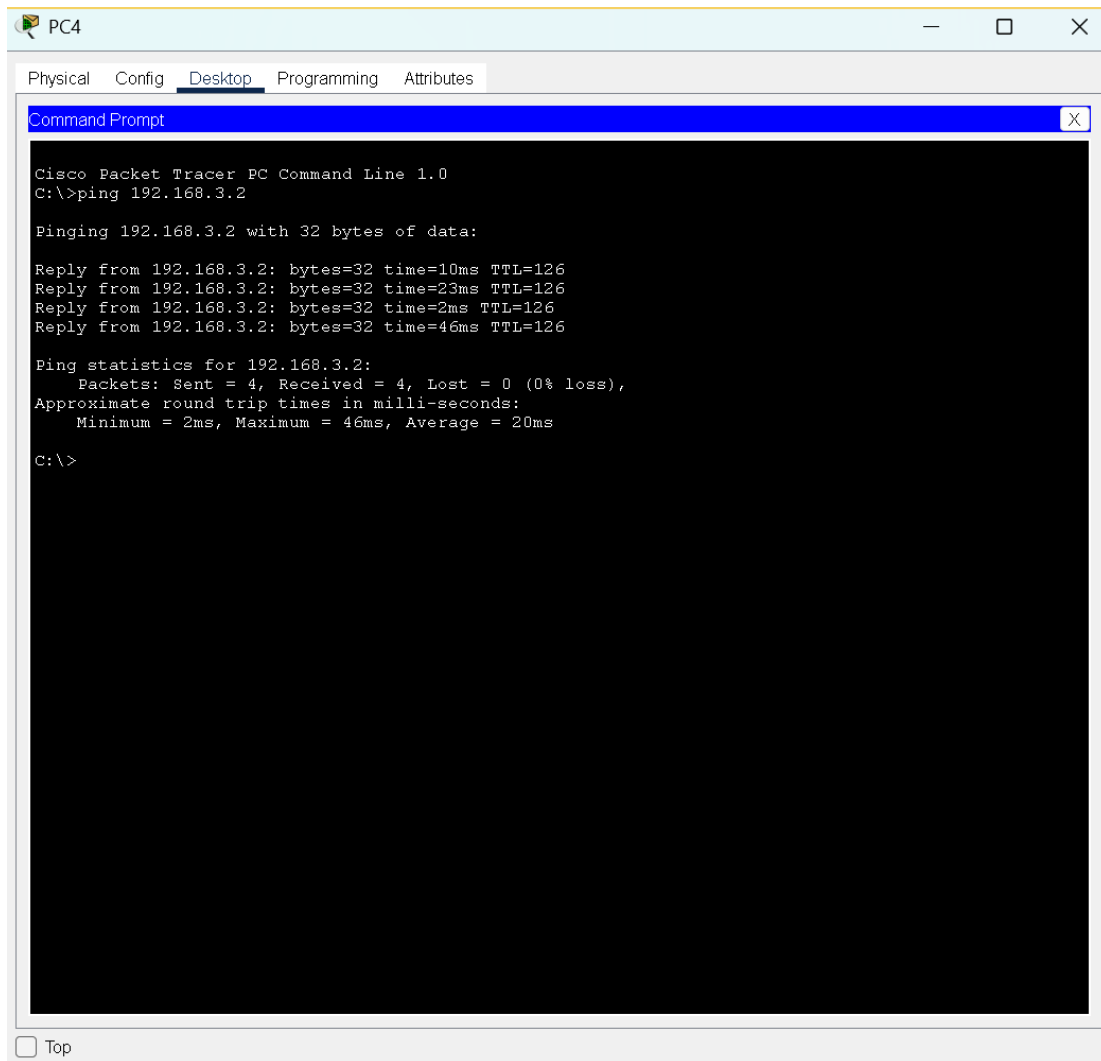 PC4
Physical Config Desktop Programming Attributes
Command Prompt X
Cisco Packet Tracer PC Command Line 1.0
C:\>ping 192.168.3.2
Pinging 192.168.3.2 with 32 bytes of data:
Reply from 192.168.3.2: bytes=32 time=10ms TTL=126
Reply from 192.168.3.2: bytes=32 time=23ms TTL=126
Reply from 192.168.3.2: bytes=32 time=2ms TTL=126
Reply from 192.168.3.2: bytes=32 time=46ms TTL=126
Ping statistics for 192.168.3.2:
Packets: Sent = 4, Received = 4, Lost = 0 (0% loss),
Approximate round trip times in milli-seconds:
Minimum = 2ms, Maximum = 46ms, Average = 20ms
C:\>
Top